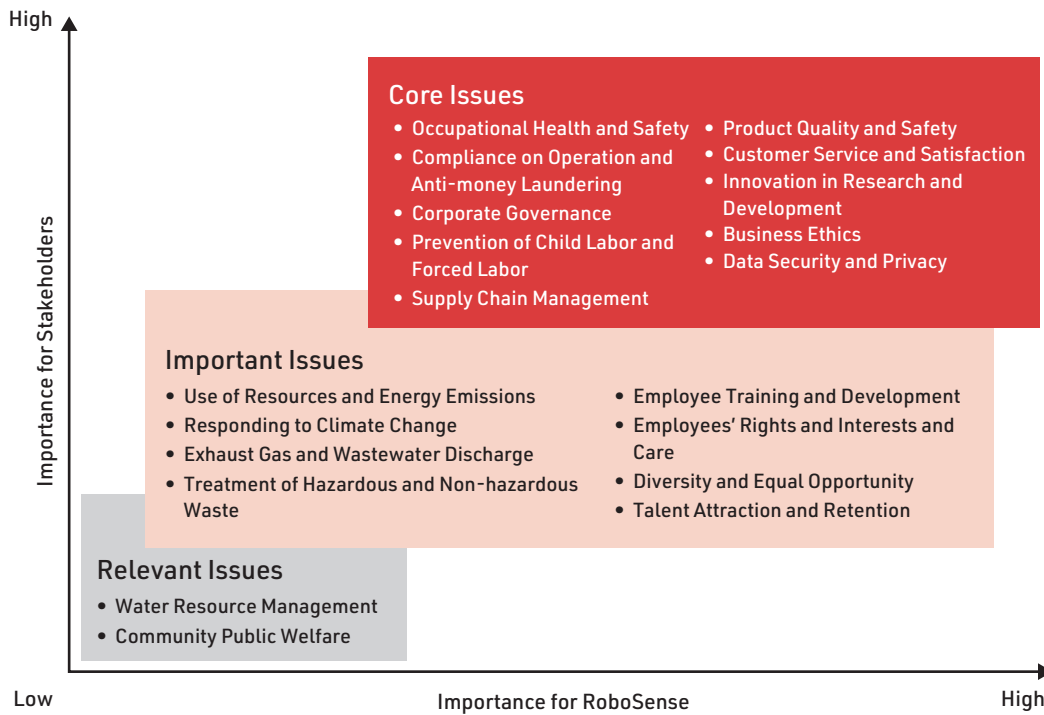 High
Importance for Stakeholders
Core Issues
• Occupational Health and Safety
• Compliance on Operation and
Anti-money Laundering
• Corporate Governance
• Prevention of Child Labor and
Forced Labor
• Supply Chain Management
• Product Quality and Safety
• Customer Service and Satisfaction
• Innovation in Research and
Development
• Business Ethics
• Data Security and Privacy
Important Issues
• Use of Resources and Energy Emissions
• Responding to Climate Change
• Exhaust Gas and Wastewater Discharge
• Treatment of Hazardous and Non-hazardous
Waste
• Employee Training and Development
• Employees' Rights and Interests and
Care
• Diversity and Equal Opportunity
• Talent Attraction and Retention
Relevant Issues
• Water Resource Management
• Community Public Welfare
Low
Importance for RoboSense
High